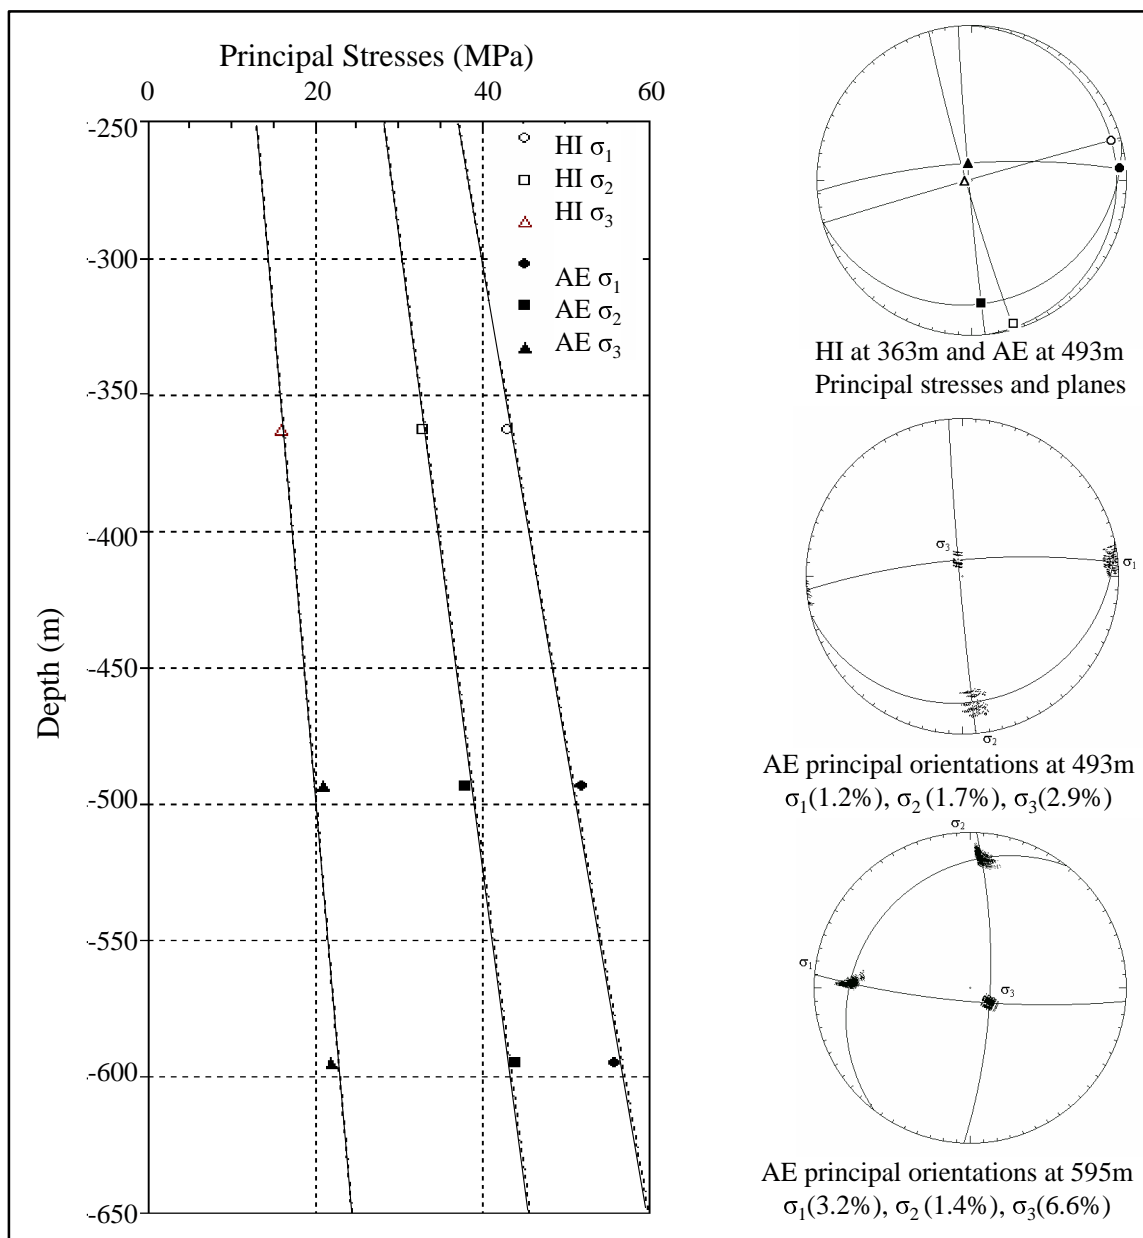 Principal Stresses (MPa)
0 20 40 60
-250
-300
-350
-400
-450
-500
-550
-600
-650
Depth (m)
HI σ1
HI σ2
HI σ3
AE σ1
AE σ2
AE σ3
HI at 363m and AE at 493m
Principal stresses and planes
σ3
σ1
σ2
AE principal orientations at 493m
σ1(1.2%), σ2 (1.7%), σ3(2.9%)
σ2
σ1
σ3
AE principal orientations at 595m
σ1(3.2%), σ2 (1.4%), σ3(6.6%)